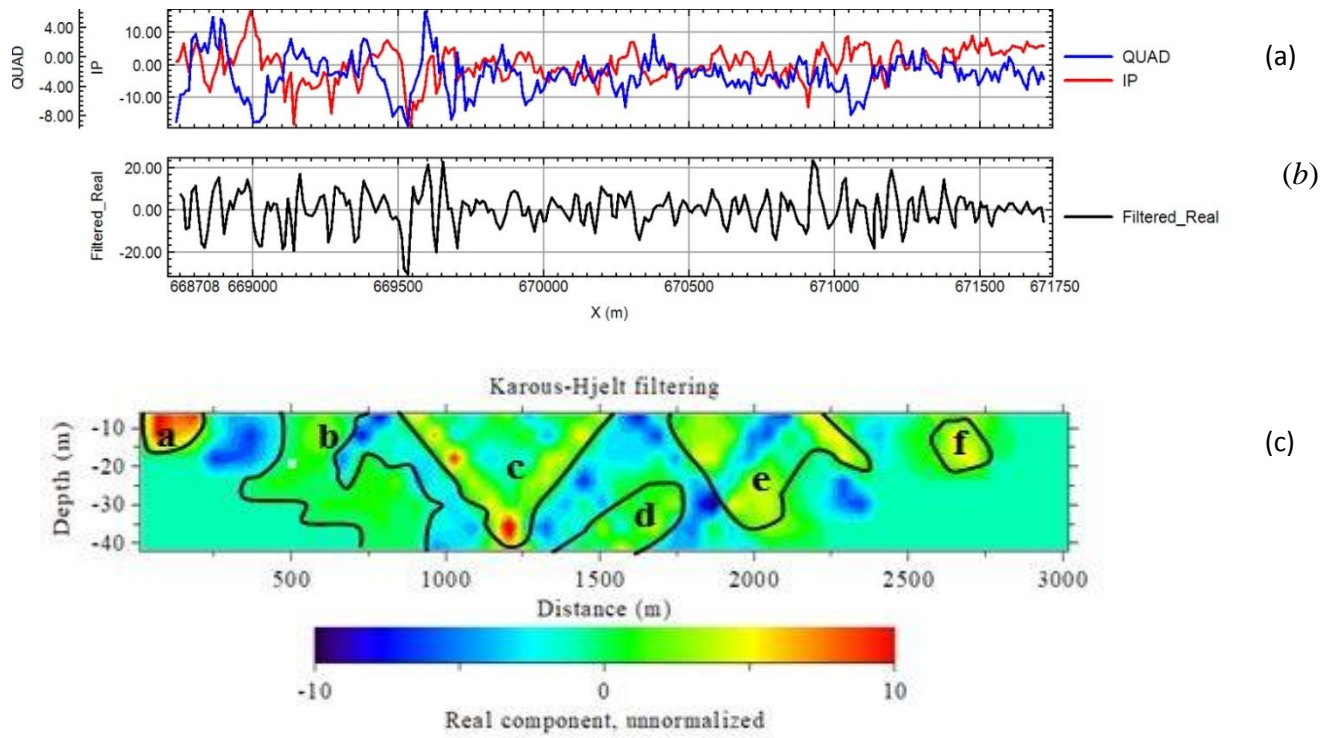 4.00
0.00
-4.00
-8.00
QUAD
IP
10.00
0.00
-10.00
QUAD
IP
(a)
20.00
0.00
-20.00
Filtered_Real
Filtered_Real
(b)
668708 669000 669500 670000 670500 671000 671500 671750
X (m)
Karous-Hjelt filtering
-10
-20
-30
-40
Depth (m)
a b c d e f
(c)
500 1000 1500 2000 2500 3000
Distance (m)
-10 0 10
Real component, unnormalized